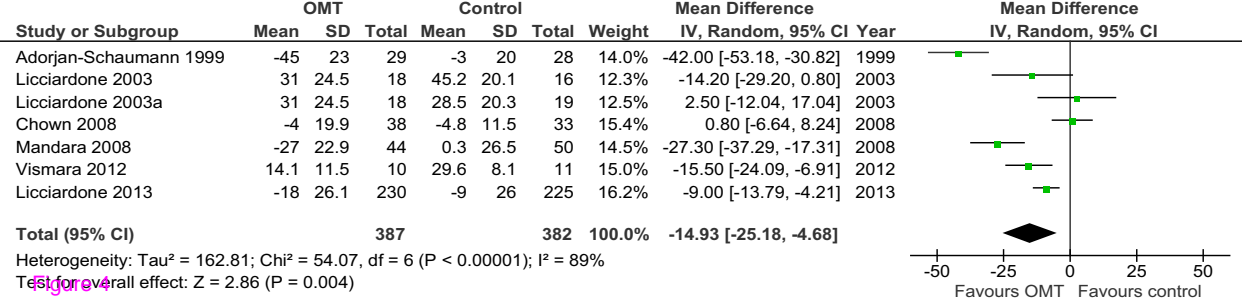 OMT Control Mean Difference Mean Difference
Study or Subgroup Mean SD Total Mean SD Total Weight IV, Random, 95% CI Year IV, Random, 95% CI
Adorjan-Schaumann 1999 -45 23 29 -3 20 28 14.0% -42.00 [-53.18, -30.82] 1999
Licciardone 2003 31 24.5 18 45.2 20.1 16 12.3% -14.20 [-29.20, 0.80] 2003
Licciardone 2003a 31 24.5 18 28.5 20.3 19 12.5% 2.50 [-12.04, 17.04] 2003
Chown 2008 -4 19.9 38 -4.8 11.5 33 15.4% 0.80 [-6.64, 8.24] 2008
Mandara 2008 -27 22.9 44 0.3 26.5 50 14.5% -27.30 [-37.29, -17.31] 2008
Vismara 2012 14.1 11.5 10 29.6 8.1 11 15.0% -15.50 [-24.09, -6.91] 2012
Licciardone 2013 -18 26.1 230 -9 26 225 16.2% -9.00 [-13.79, -4.21] 2013
Total (95% CI) 387 382 100.0% -14.93 [-25.18, -4.68]
Heterogeneity: Tau² = 162.81; Chi² = 54.07, df = 6 (P < 0.00001); I² = 89%
Test for overall effect: Z = 2.86 (P = 0.004)
Figure 4
-50 -25 0 25 50
Favours OMT Favours control